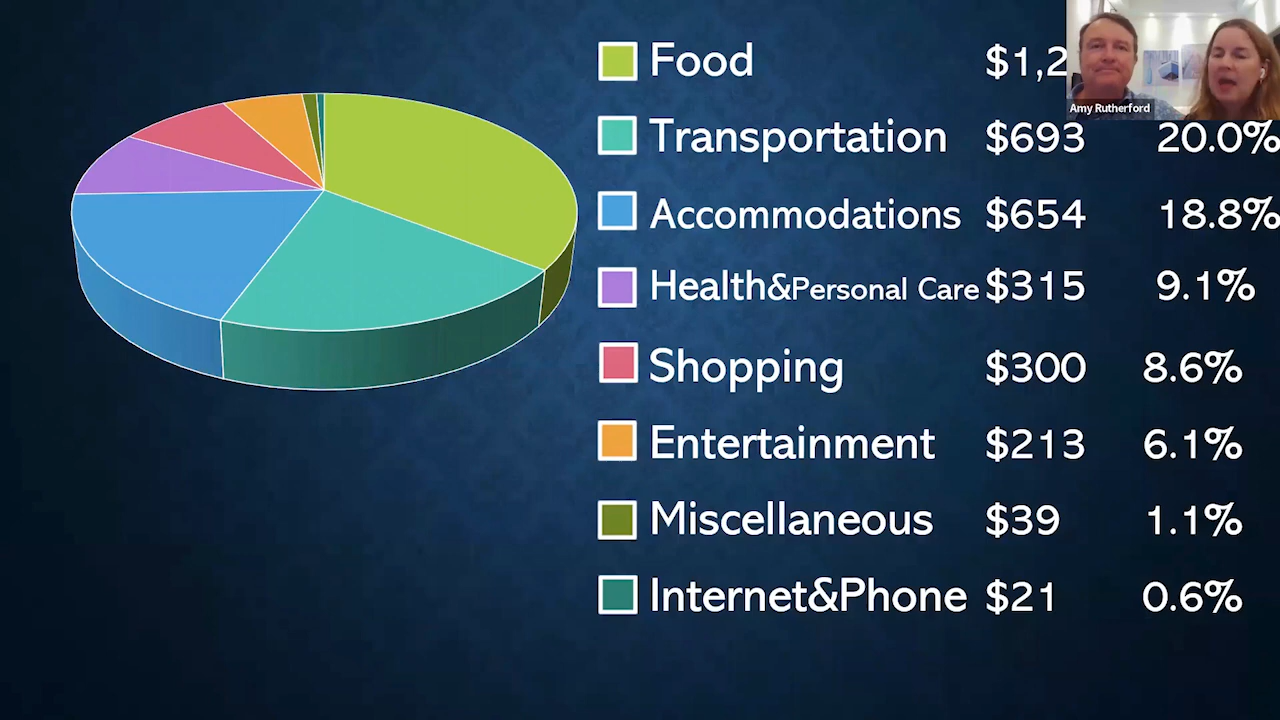 Food $1,2
Amy Rutherford
Transportation $693 20.0%
Accommodations $654 18.8%
Health&Personal Care $315 9.1%
Shopping $300 8.6%
Entertainment $213 6.1%
Miscellaneous $39 1.1%
Internet&Phone $21 0.6%